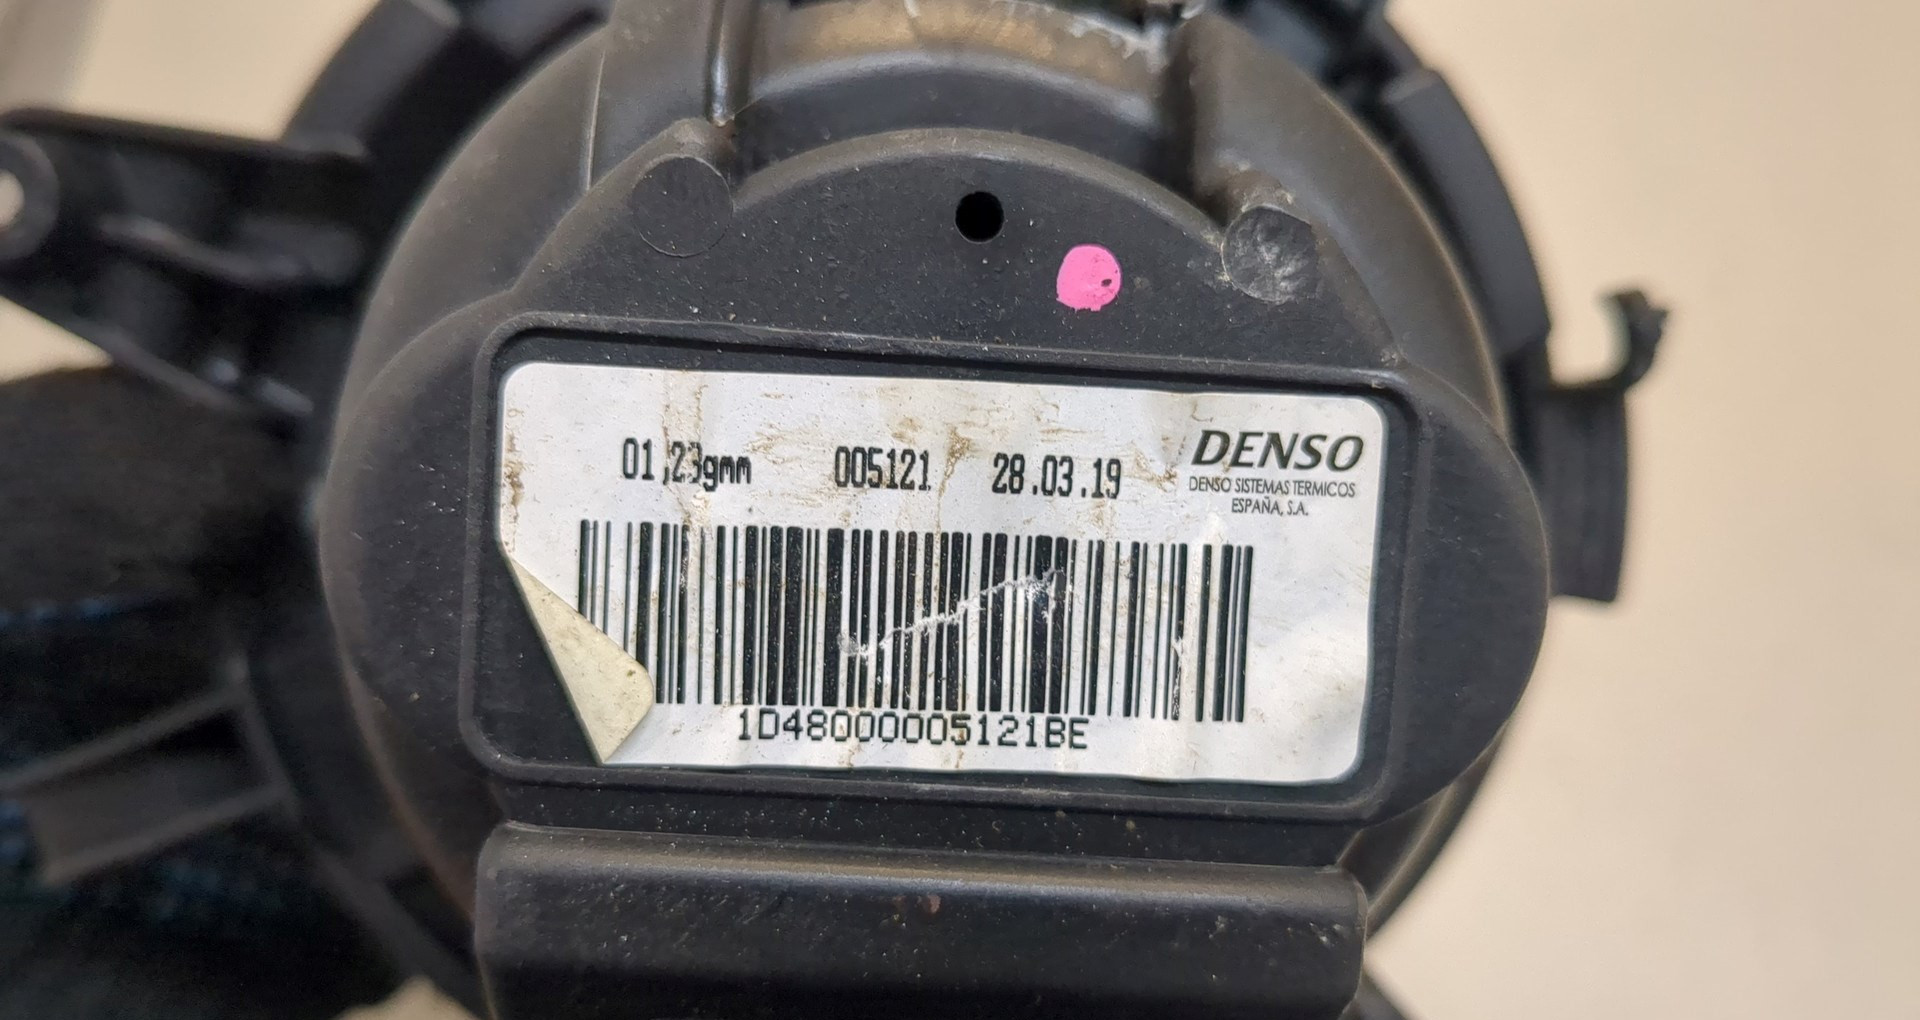 01,23gmm 005121 28.03.19 DENSO
DENSO SISTEMAS TERMICOS
ESPAÑA, S.A.
1D48000005121BE